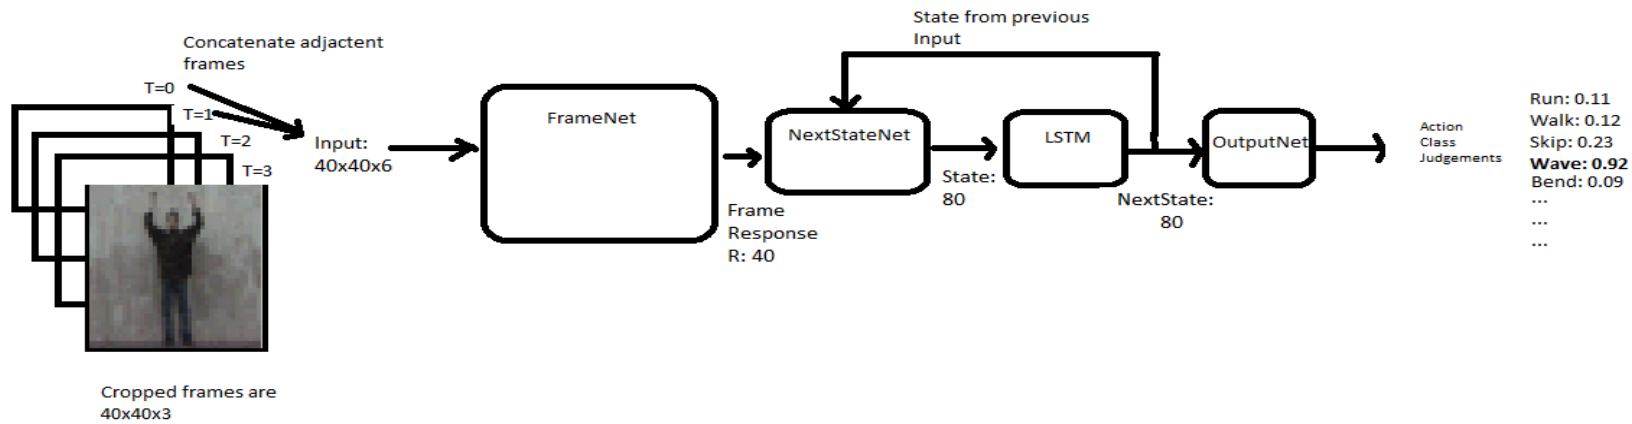 Concatenate adjactent
frames
T=0
T=1
T=2
T=3
Cropped frames are
40x40x3
Input:
40x40x6
FrameNet
Frame
Response
R: 40
State from previous
Input
NextStateNet
State:
80
LSTM
NextState:
80
OutputNet
Action
Class
Judgements
Run: 0.11
Walk: 0.12
Skip: 0.23
Wave: 0.92
Bend: 0.09
...
...
...